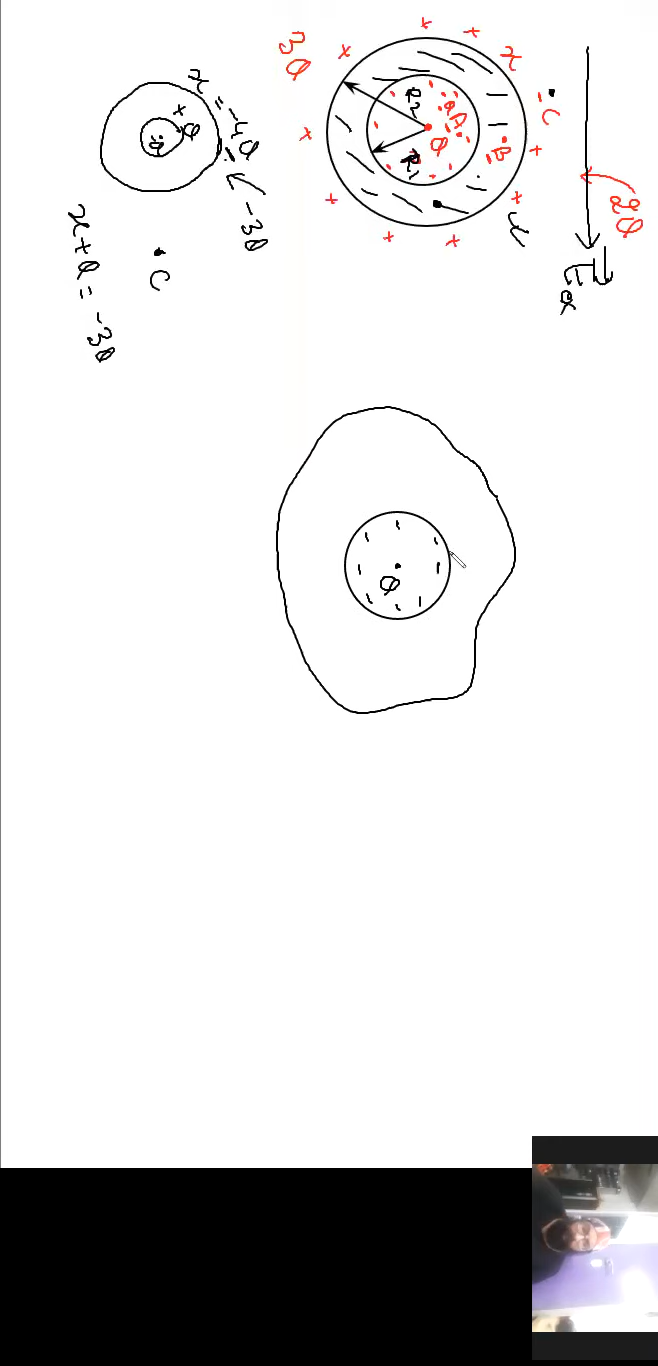 3Q
x
R2
R1
A
Q
B
C
2Q
x = -4Q
+Q
-3Q
C
x + Q = -3Q
Q